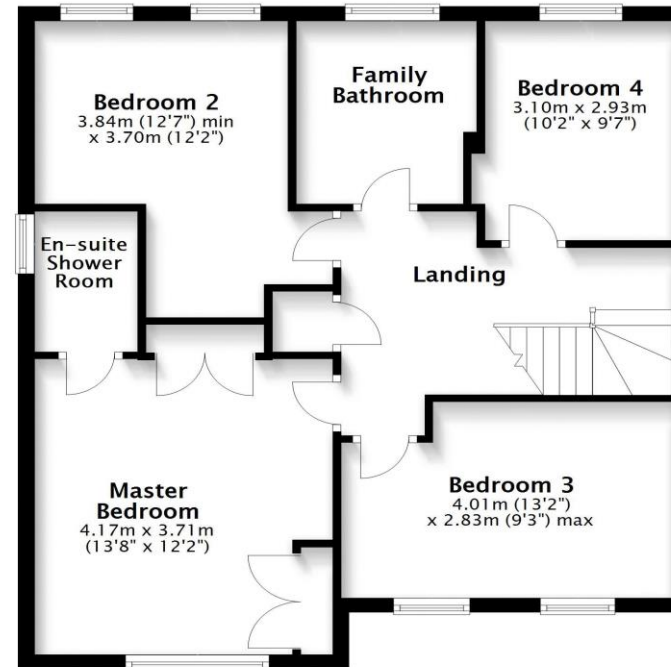 Bedroom 2
3.84m (12'7") min
x 3.70m (12'2")
Family
Bathroom
Bedroom 4
3.10m x 2.93m
(10'2" x 9'7")
En-suite
Shower
Room
Landing
Master
Bedroom
4.17m x 3.71m
(13'8" x 12'2")
Bedroom 3
4.01m (13'2")
x 2.83m (9'3") max